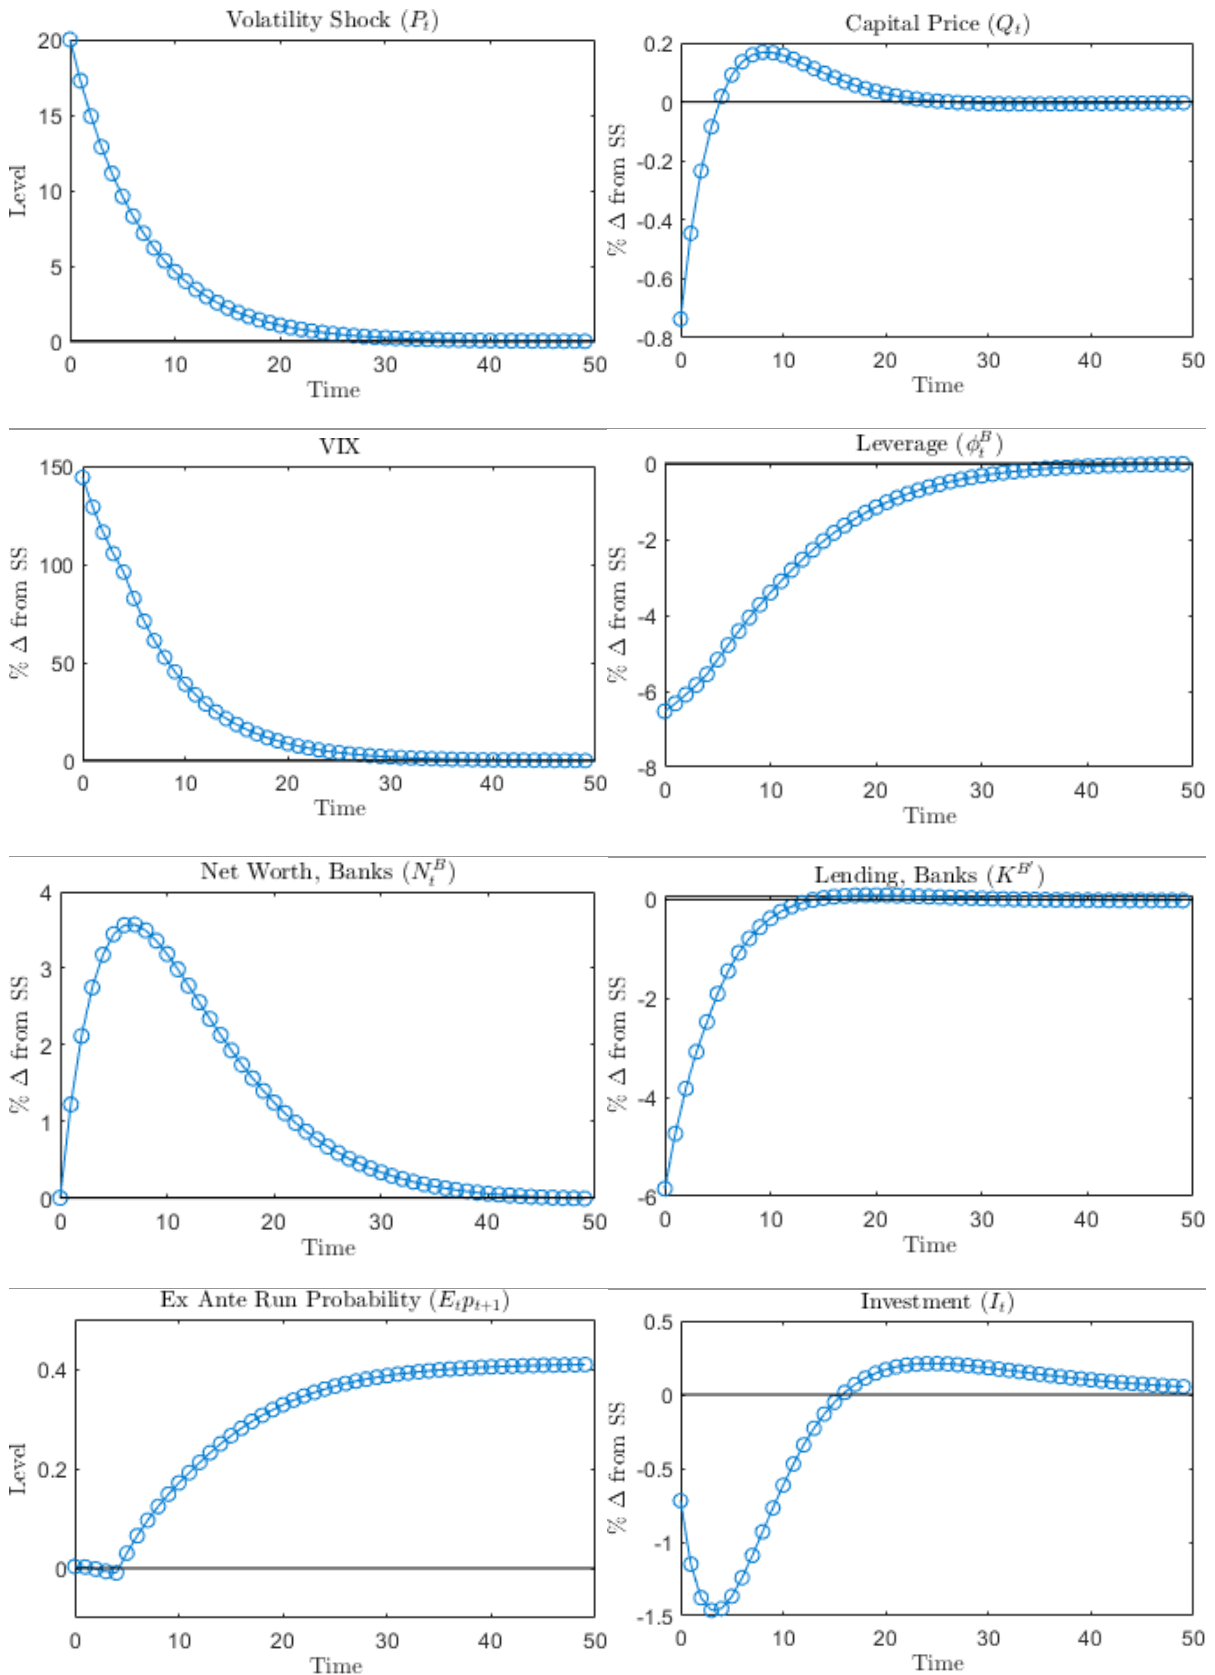 Volatility Shock (P_t)
20
15
10
5
0
0 10 20 30 40 50
Level
Time
Capital Price (Q_t)
0.2
0
-0.2
-0.4
-0.6
-0.8
0 10 20 30 40 50
% Δ from SS
Time
VIX
150
100
50
0
0 10 20 30 40 50
% Δ from SS
Time
Leverage (ϕ_t^B)
0
-2
-4
-6
-8
0 10 20 30 40 50
% Δ from SS
Time
Net Worth, Banks (N_t^B)
4
3
2
1
0
0 10 20 30 40 50
% Δ from SS
Time
Lending, Banks (K^{B'})
0
-2
-4
-6
0 10 20 30 40 50
% Δ from SS
Time
Ex Ante Run Probability (E_t p_{t+1})
0.4
0.2
0
0 10 20 30 40 50
Level
Time
Investment (I_t)
0.5
0
-0.5
-1
-1.5
0 10 20 30 40 50
% Δ from SS
Time